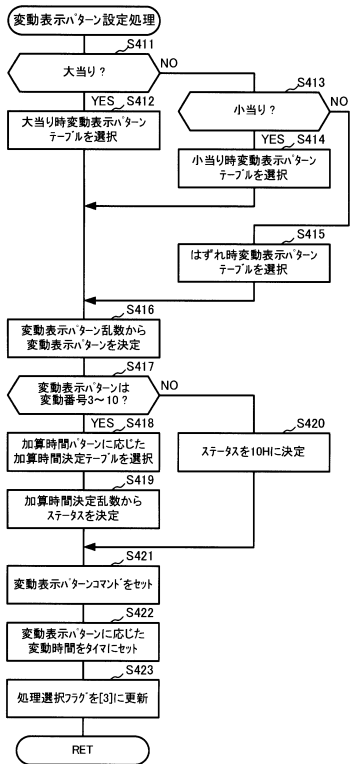 変動表示ﾊﾟﾀｰﾝ設定処理
S411
大当り?
NO
YES
S412
大当り時変動表示ﾊﾟﾀｰﾝ
ﾃｰﾌﾞﾙを選択
S413
小当り?
NO
YES
S414
小当り時変動表示ﾊﾟﾀｰﾝ
ﾃｰﾌﾞﾙを選択
S415
はずれ時変動表示ﾊﾟﾀｰﾝ
ﾃｰﾌﾞﾙを選択
S416
変動表示ﾊﾟﾀｰﾝ乱数から
変動表示ﾊﾟﾀｰﾝを決定
S417
変動表示ﾊﾟﾀｰﾝは
変動番号3~10?
NO
YES
S418
加算時間ﾊﾟﾀｰﾝに応じた
加算時間決定ﾃｰﾌﾞﾙを選択
S419
加算時間決定乱数から
ｽﾃｰﾀｽを決定
S420
ｽﾃｰﾀｽを10Hに決定
S421
変動表示ﾊﾟﾀｰﾝｺﾏﾝﾄﾞをｾｯﾄ
S422
変動表示ﾊﾟﾀｰﾝに応じた
変動時間をﾀｲﾏにｾｯﾄ
S423
処理選択ﾌﾗｸﾞを[3]に更新
RET